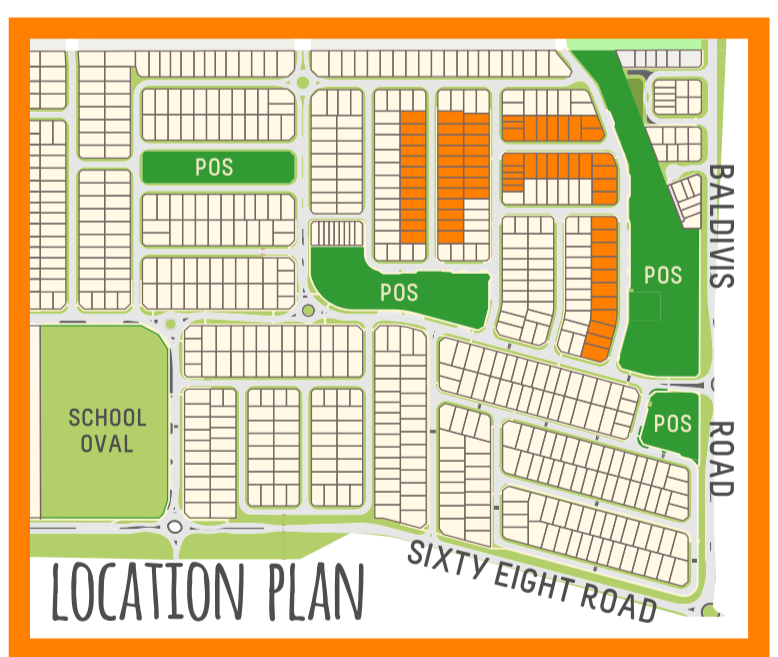 POS
BALDIVIS
POS
POS
SCHOOL
OVAL
POS
ROAD
SIXTY EIGHT ROAD
LOCATION PLAN